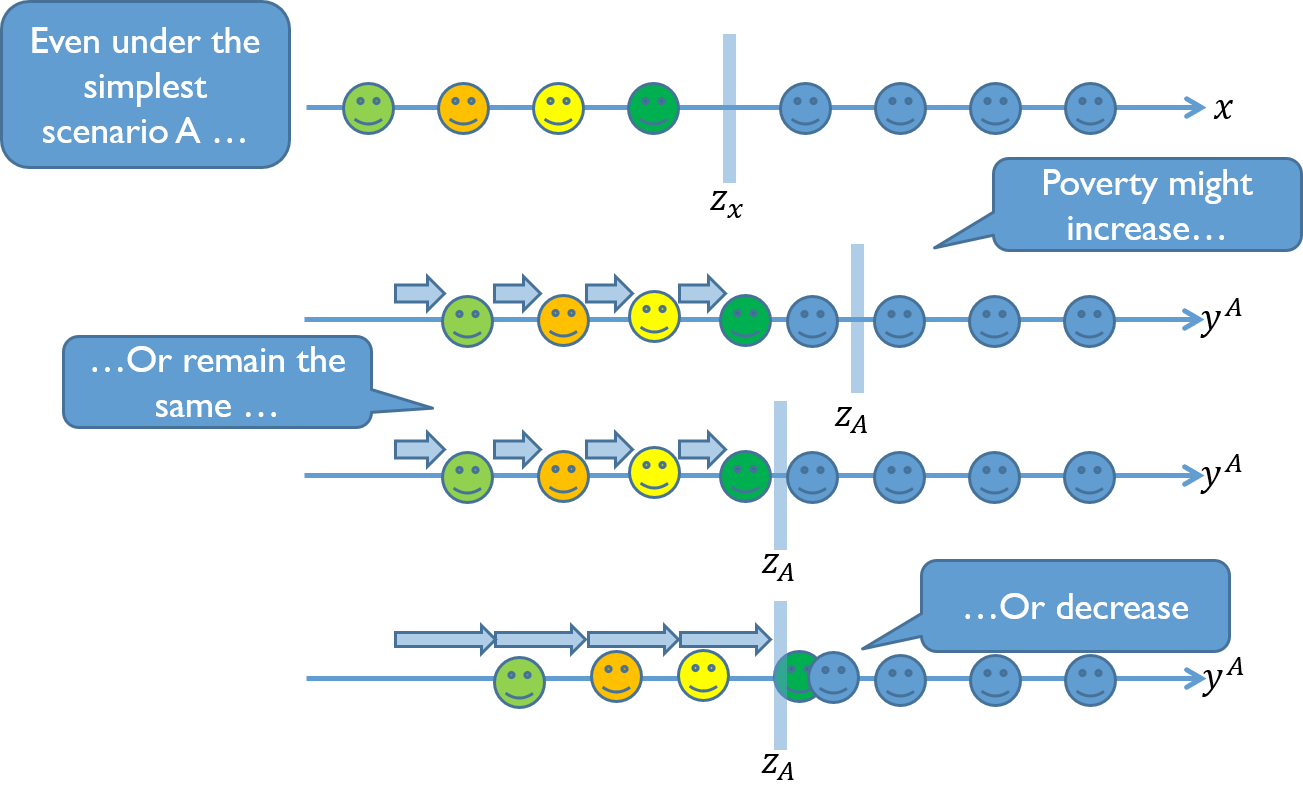 Even under the
simplest
scenario A …
x
z_x
Poverty might
increase…
y^A
z_A
…Or remain the
same …
y^A
z_A
…Or decrease
y^A
z_A